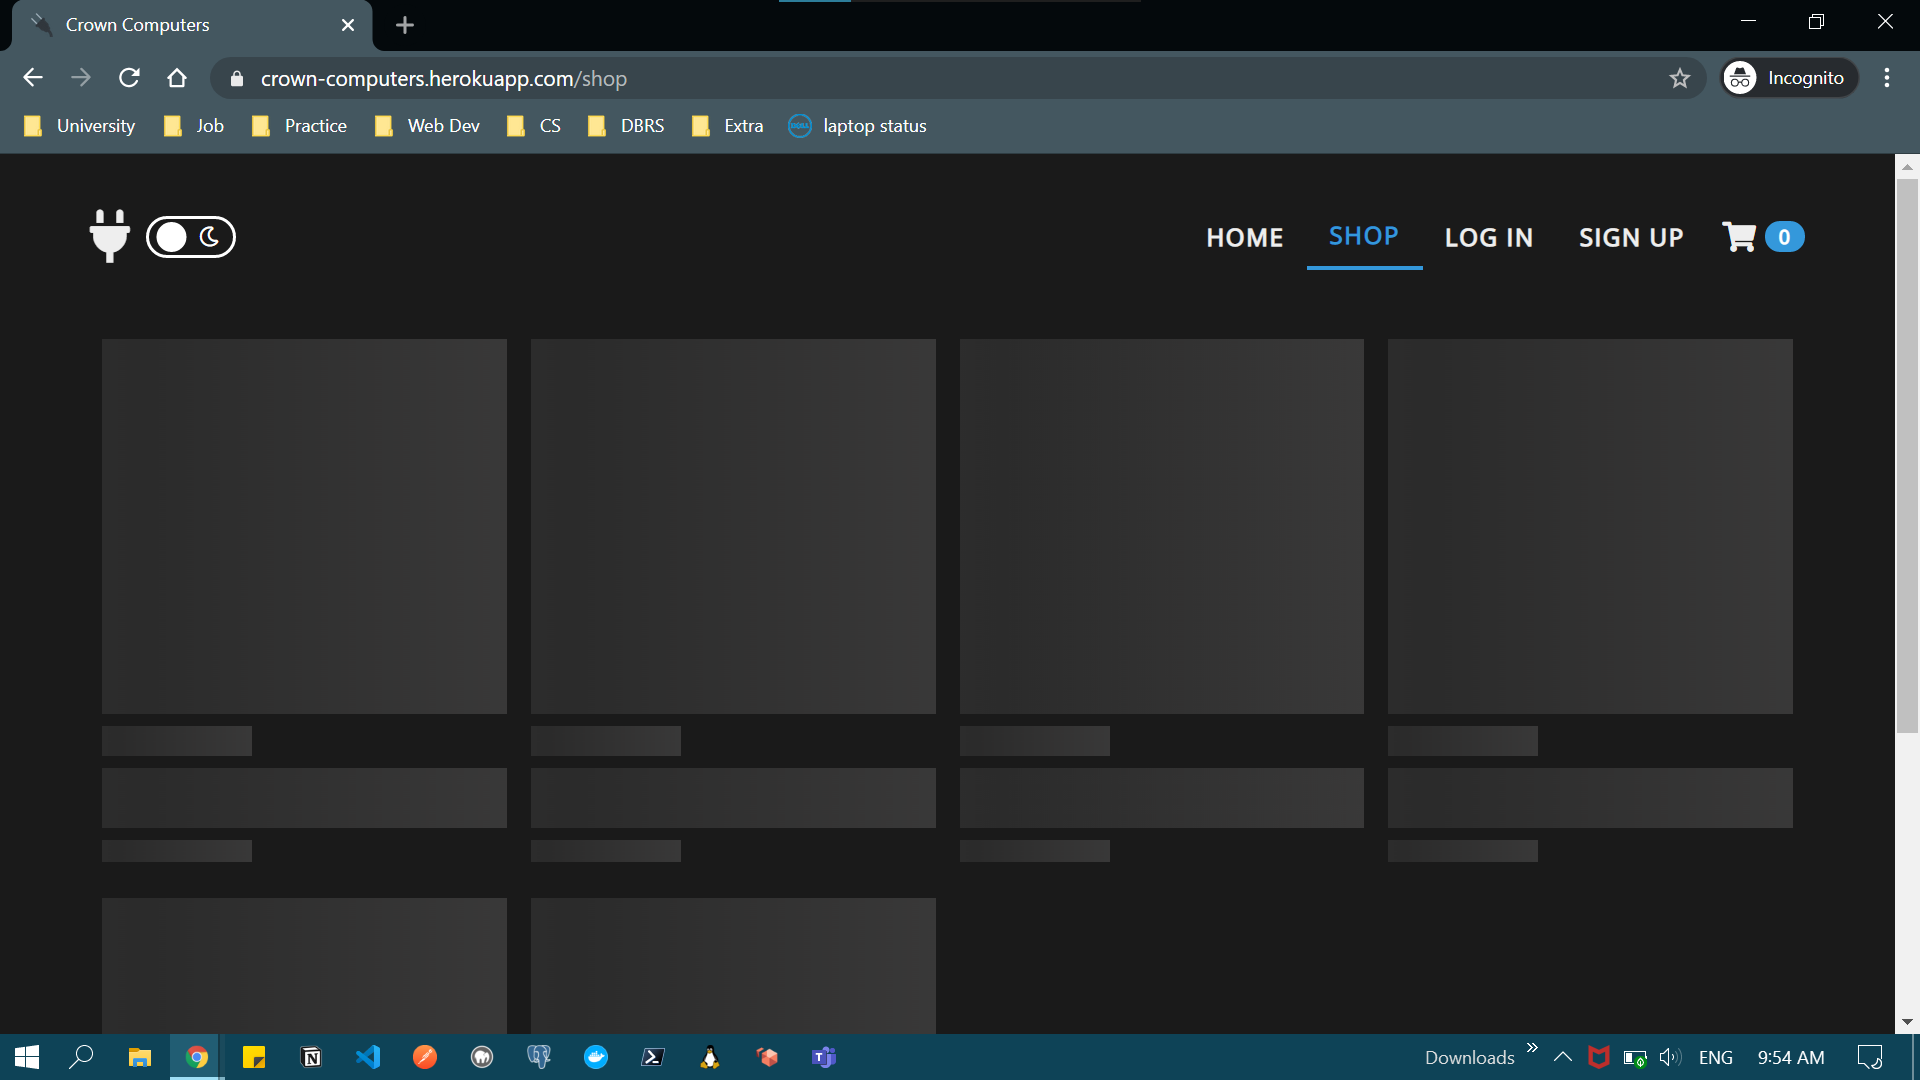 Crown Computers
crown-computers.herokuapp.com/shop
Incognito
University Job Practice Web Dev CS DBRS Extra laptop status
HOME SHOP LOG IN SIGN UP 0
Downloads ENG 9:54 AM